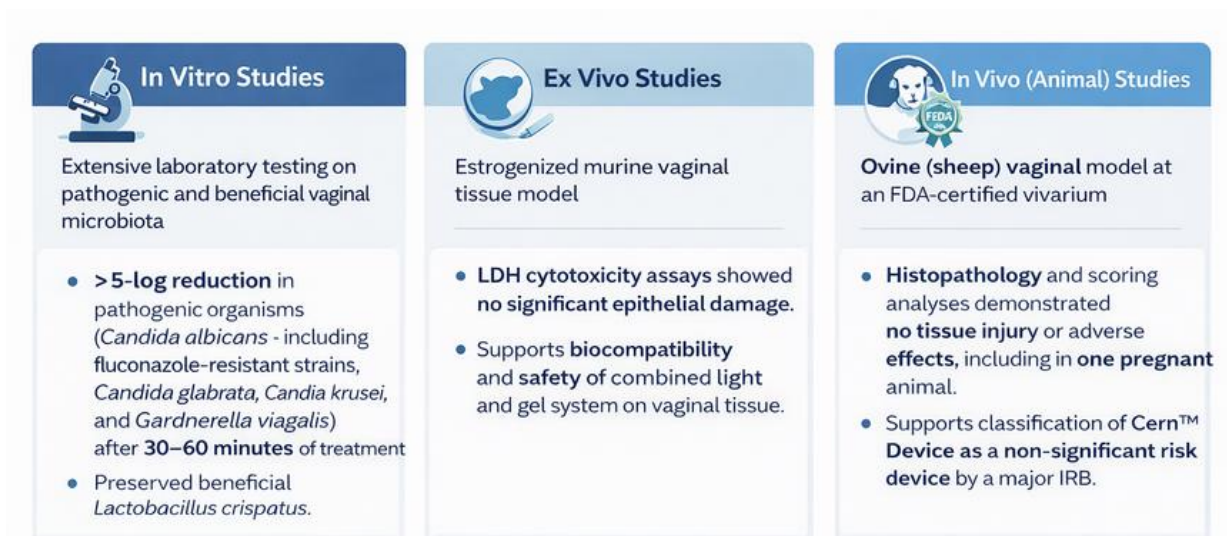 In Vitro Studies
Extensive laboratory testing on
pathogenic and beneficial vaginal
microbiota
• >5-log reduction in
pathogenic organisms
(Candida albicans - including
fluconazole-resistant strains,
Candida glabrata, Candia krusei,
and Gardnerella viagalis)
after 30–60 minutes of treatment
• Preserved beneficial
Lactobacillus crispatus.
Ex Vivo Studies
Estrogenized murine vaginal
tissue model
• LDH cytotoxicity assays showed
no significant epithelial damage.
• Supports biocompatibility
and safety of combined light
and gel system on vaginal tissue.
In Vivo (Animal) Studies
FEDA
Ovine (sheep) vaginal model at
an FDA-certified vivarium
• Histopathology and scoring
analyses demonstrated
no tissue injury or adverse
effects, including in one pregnant
animal.
• Supports classification of Cern™
Device as a non-significant risk
device by a major IRB.